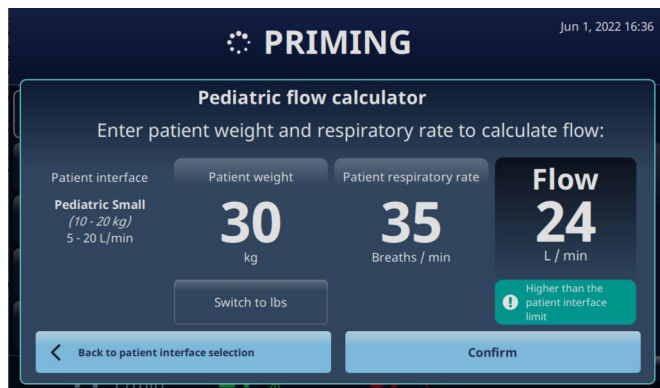 PRIMING
Jun 1, 2022 16:36
Pediatric flow calculator
Enter patient weight and respiratory rate to calculate flow:
Patient interface
Pediatric Small
(10 - 20 kg)
5 - 20 L/min
Patient weight
30
kg
Switch to lbs
Patient respiratory rate
35
Breaths / min
Flow
24
L / min
Higher than the
patient interface
limit
Back to patient interface selection
Confirm